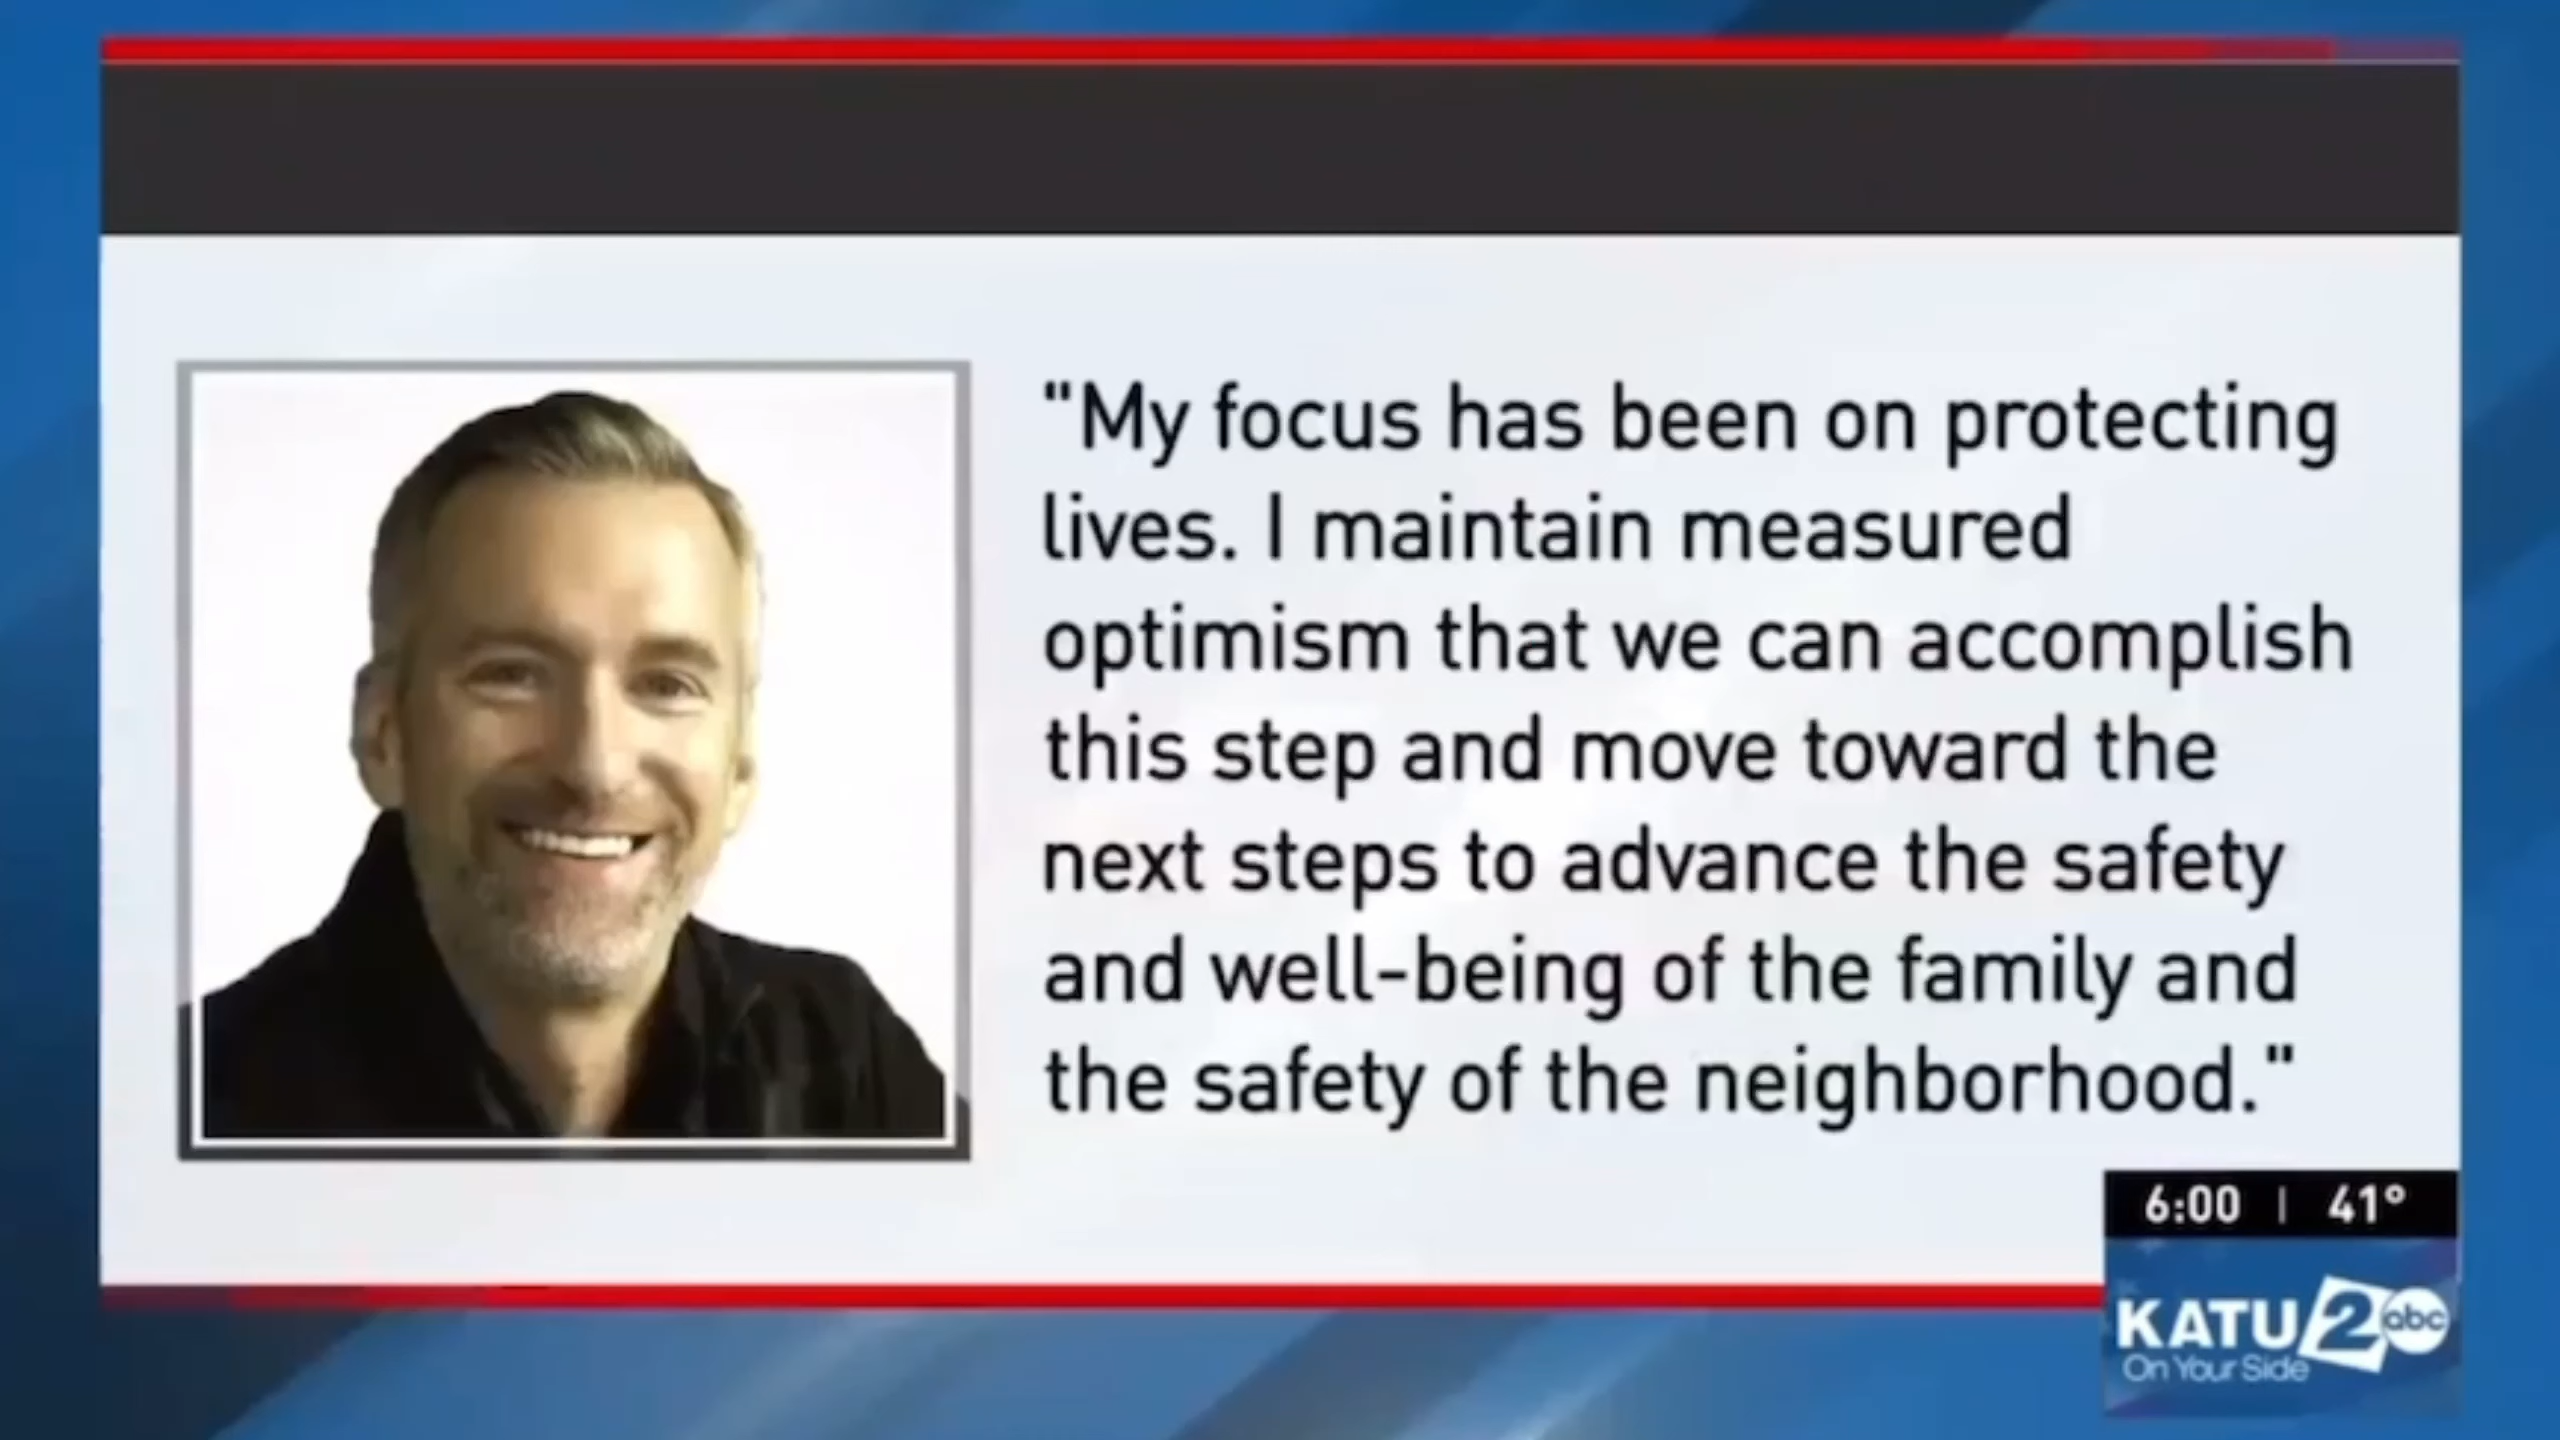 "My focus has been on protecting
lives. I maintain measured
optimism that we can accomplish
this step and move toward the
next steps to advance the safety
and well-being of the family and
the safety of the neighborhood."
6:00 | 41°
KATU 2 abc
On Your Side